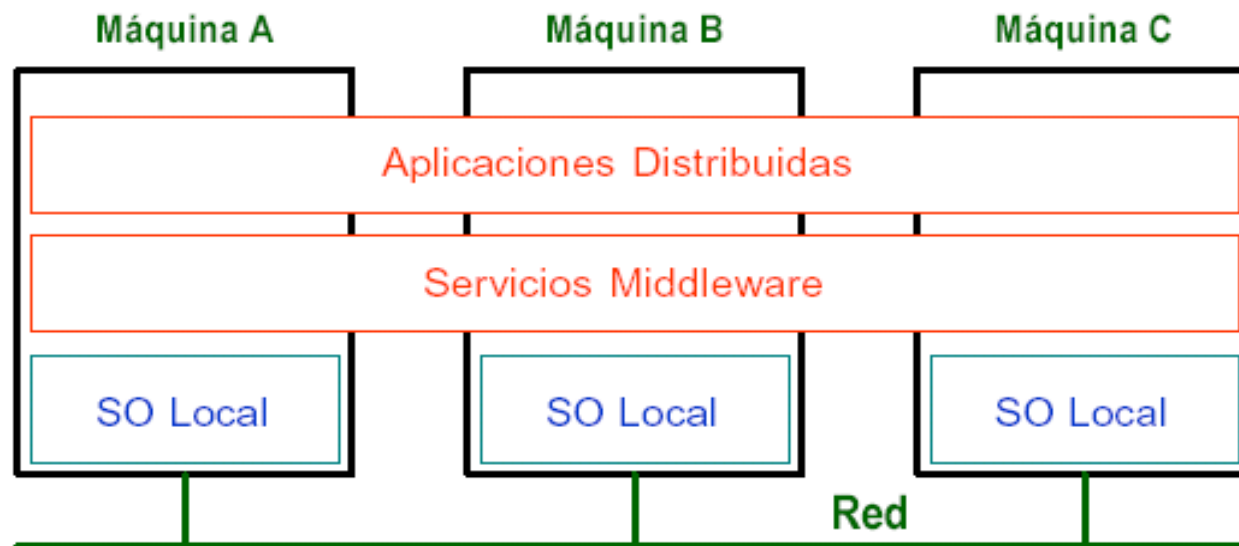 Máquina A Máquina B Máquina C
Aplicaciones Distribuidas
Servicios Middleware
SO Local SO Local SO Local
Red